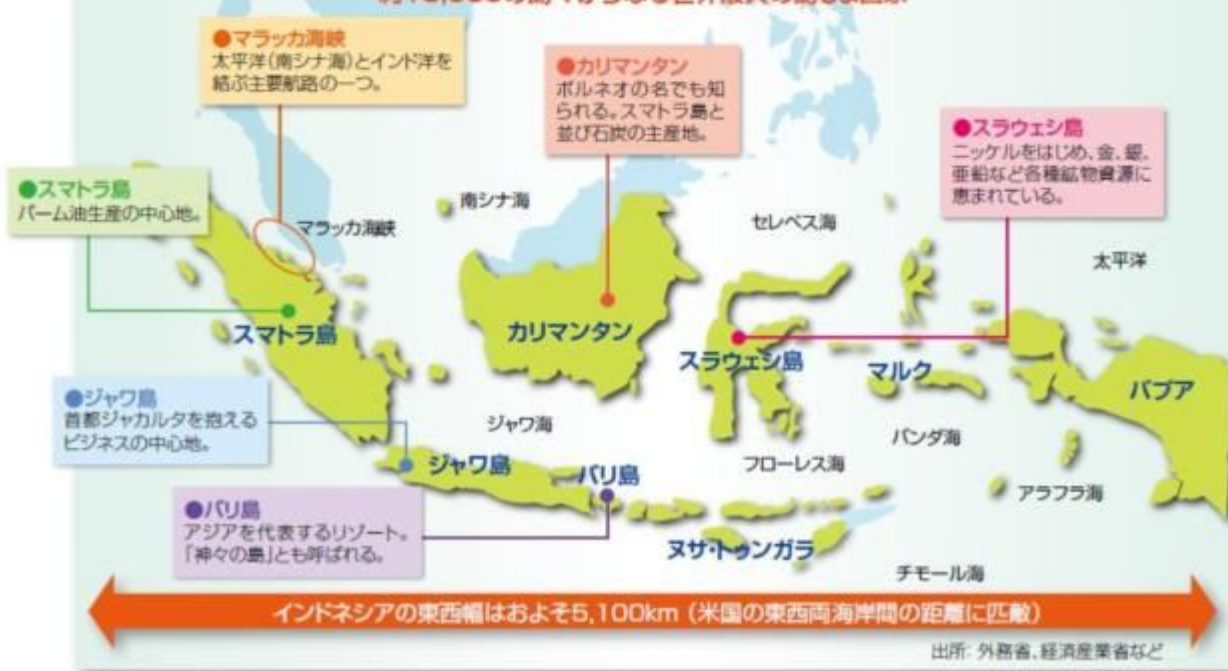 ●マラッカ海峡
太平洋(南シナ海)とインド洋を
結ぶ主要航路の一つ。
●カリマンタン
ボルネオの名でも知
られる。スマトラ島と
並び石炭の主産地。
●スラウェシ島
ニッケルをはじめ、金、銀、
亜鉛など各種鉱物資源に
恵まれている。
●スマトラ島
パーム油生産の中心地。
南シナ海
マラッカ海峡
セレベス海
太平洋
スマトラ島
カリマンタン
スラウェシ島
マルク
パプア
●ジャワ島
首都ジャカルタを抱える
ビジネスの中心地。
ジャワ海
バンダ海
ジャワ島
バリ島
フローレス海
アラフラ海
●バリ島
アジアを代表するリゾート。
「神々の島」とも呼ばれる。
ヌサ・トゥンガラ
チモール海
インドネシアの東西幅はおよそ5,100km(米国の東西両海岸間の距離に匹敵)
出所: 外務省、経済産業省など